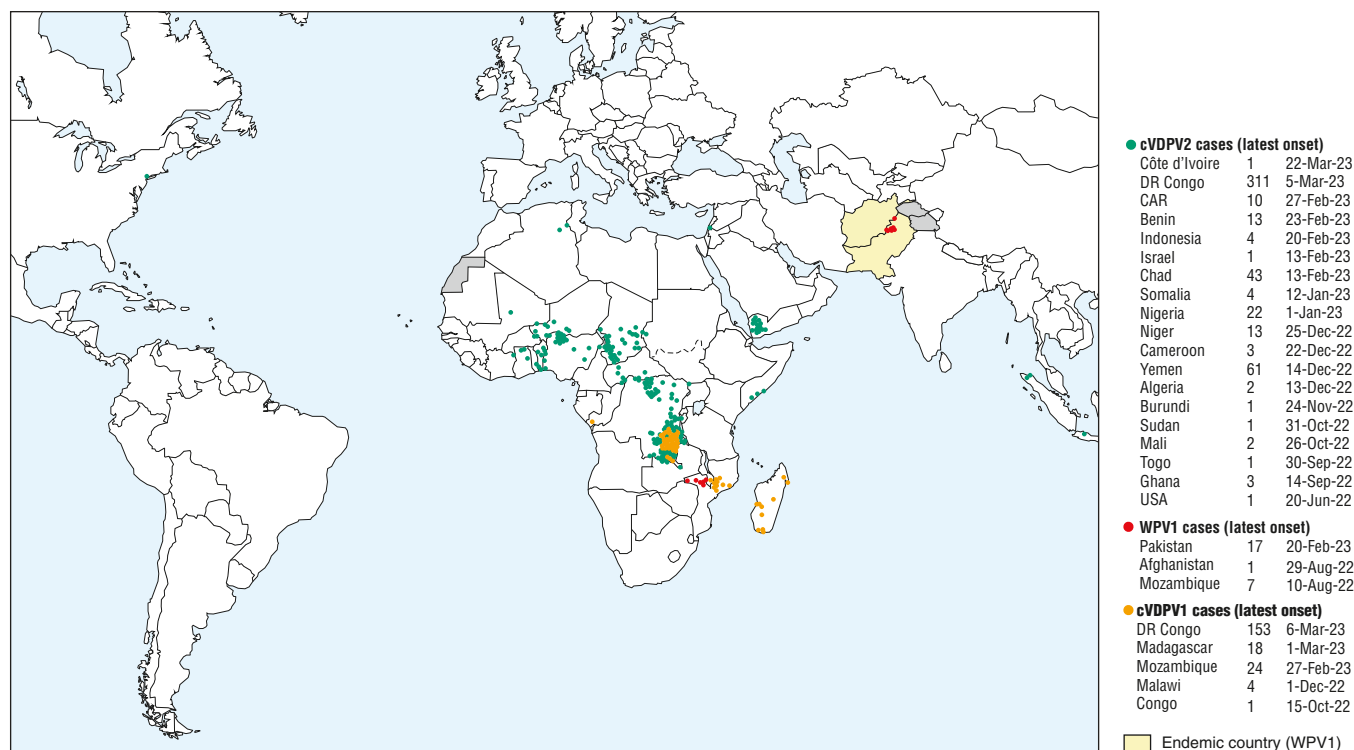 cVDPV2 cases (latest onset)
Côte d'Ivoire 1 22-Mar-23
DR Congo 311 5-Mar-23
CAR 10 27-Feb-23
Benin 13 23-Feb-23
Indonesia 4 20-Feb-23
Israel 1 13-Feb-23
Chad 43 13-Feb-23
Somalia 4 12-Jan-23
Nigeria 22 1-Jan-23
Niger 13 25-Dec-22
Cameroon 3 22-Dec-22
Yemen 61 14-Dec-22
Algeria 2 13-Dec-22
Burundi 1 24-Nov-22
Sudan 1 31-Oct-22
Mali 2 26-Oct-22
Togo 1 30-Sep-22
Ghana 3 14-Sep-22
USA 1 20-Jun-22
WPV1 cases (latest onset)
Pakistan 17 20-Feb-23
Afghanistan 1 29-Aug-22
Mozambique 7 10-Aug-22
cVDPV1 cases (latest onset)
DR Congo 153 6-Mar-23
Madagascar 18 1-Mar-23
Mozambique 24 27-Feb-23
Malawi 4 1-Dec-22
Congo 1 15-Oct-22
Endemic country (WPV1)